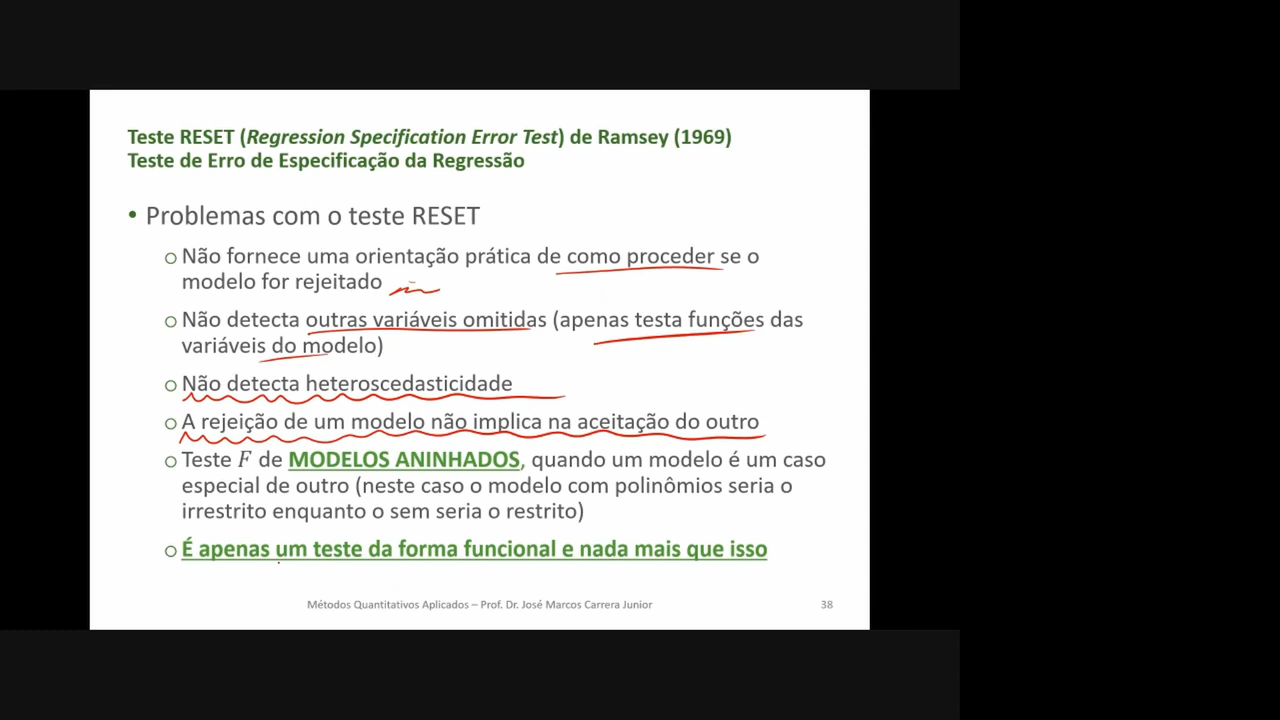 Teste RESET (Regression Specification Error Test) de Ramsey (1969)
Teste de Erro de Especificação da Regressão
• Problemas com o teste RESET
o Não fornece uma orientação prática de como proceder se o
modelo for rejeitado
o Não detecta outras variáveis omitidas (apenas testa funções das
variáveis do modelo)
o Não detecta heteroscedasticidade
o A rejeição de um modelo não implica na aceitação do outro
o Teste F de MODELOS ANINHADOS, quando um modelo é um caso
especial de outro (neste caso o modelo com polinômios seria o
irrestrito enquanto o sem seria o restrito)
o É apenas um teste da forma funcional e nada mais que isso
Métodos Quantitativos Aplicados – Prof. Dr. José Marcos Carrera Junior 38